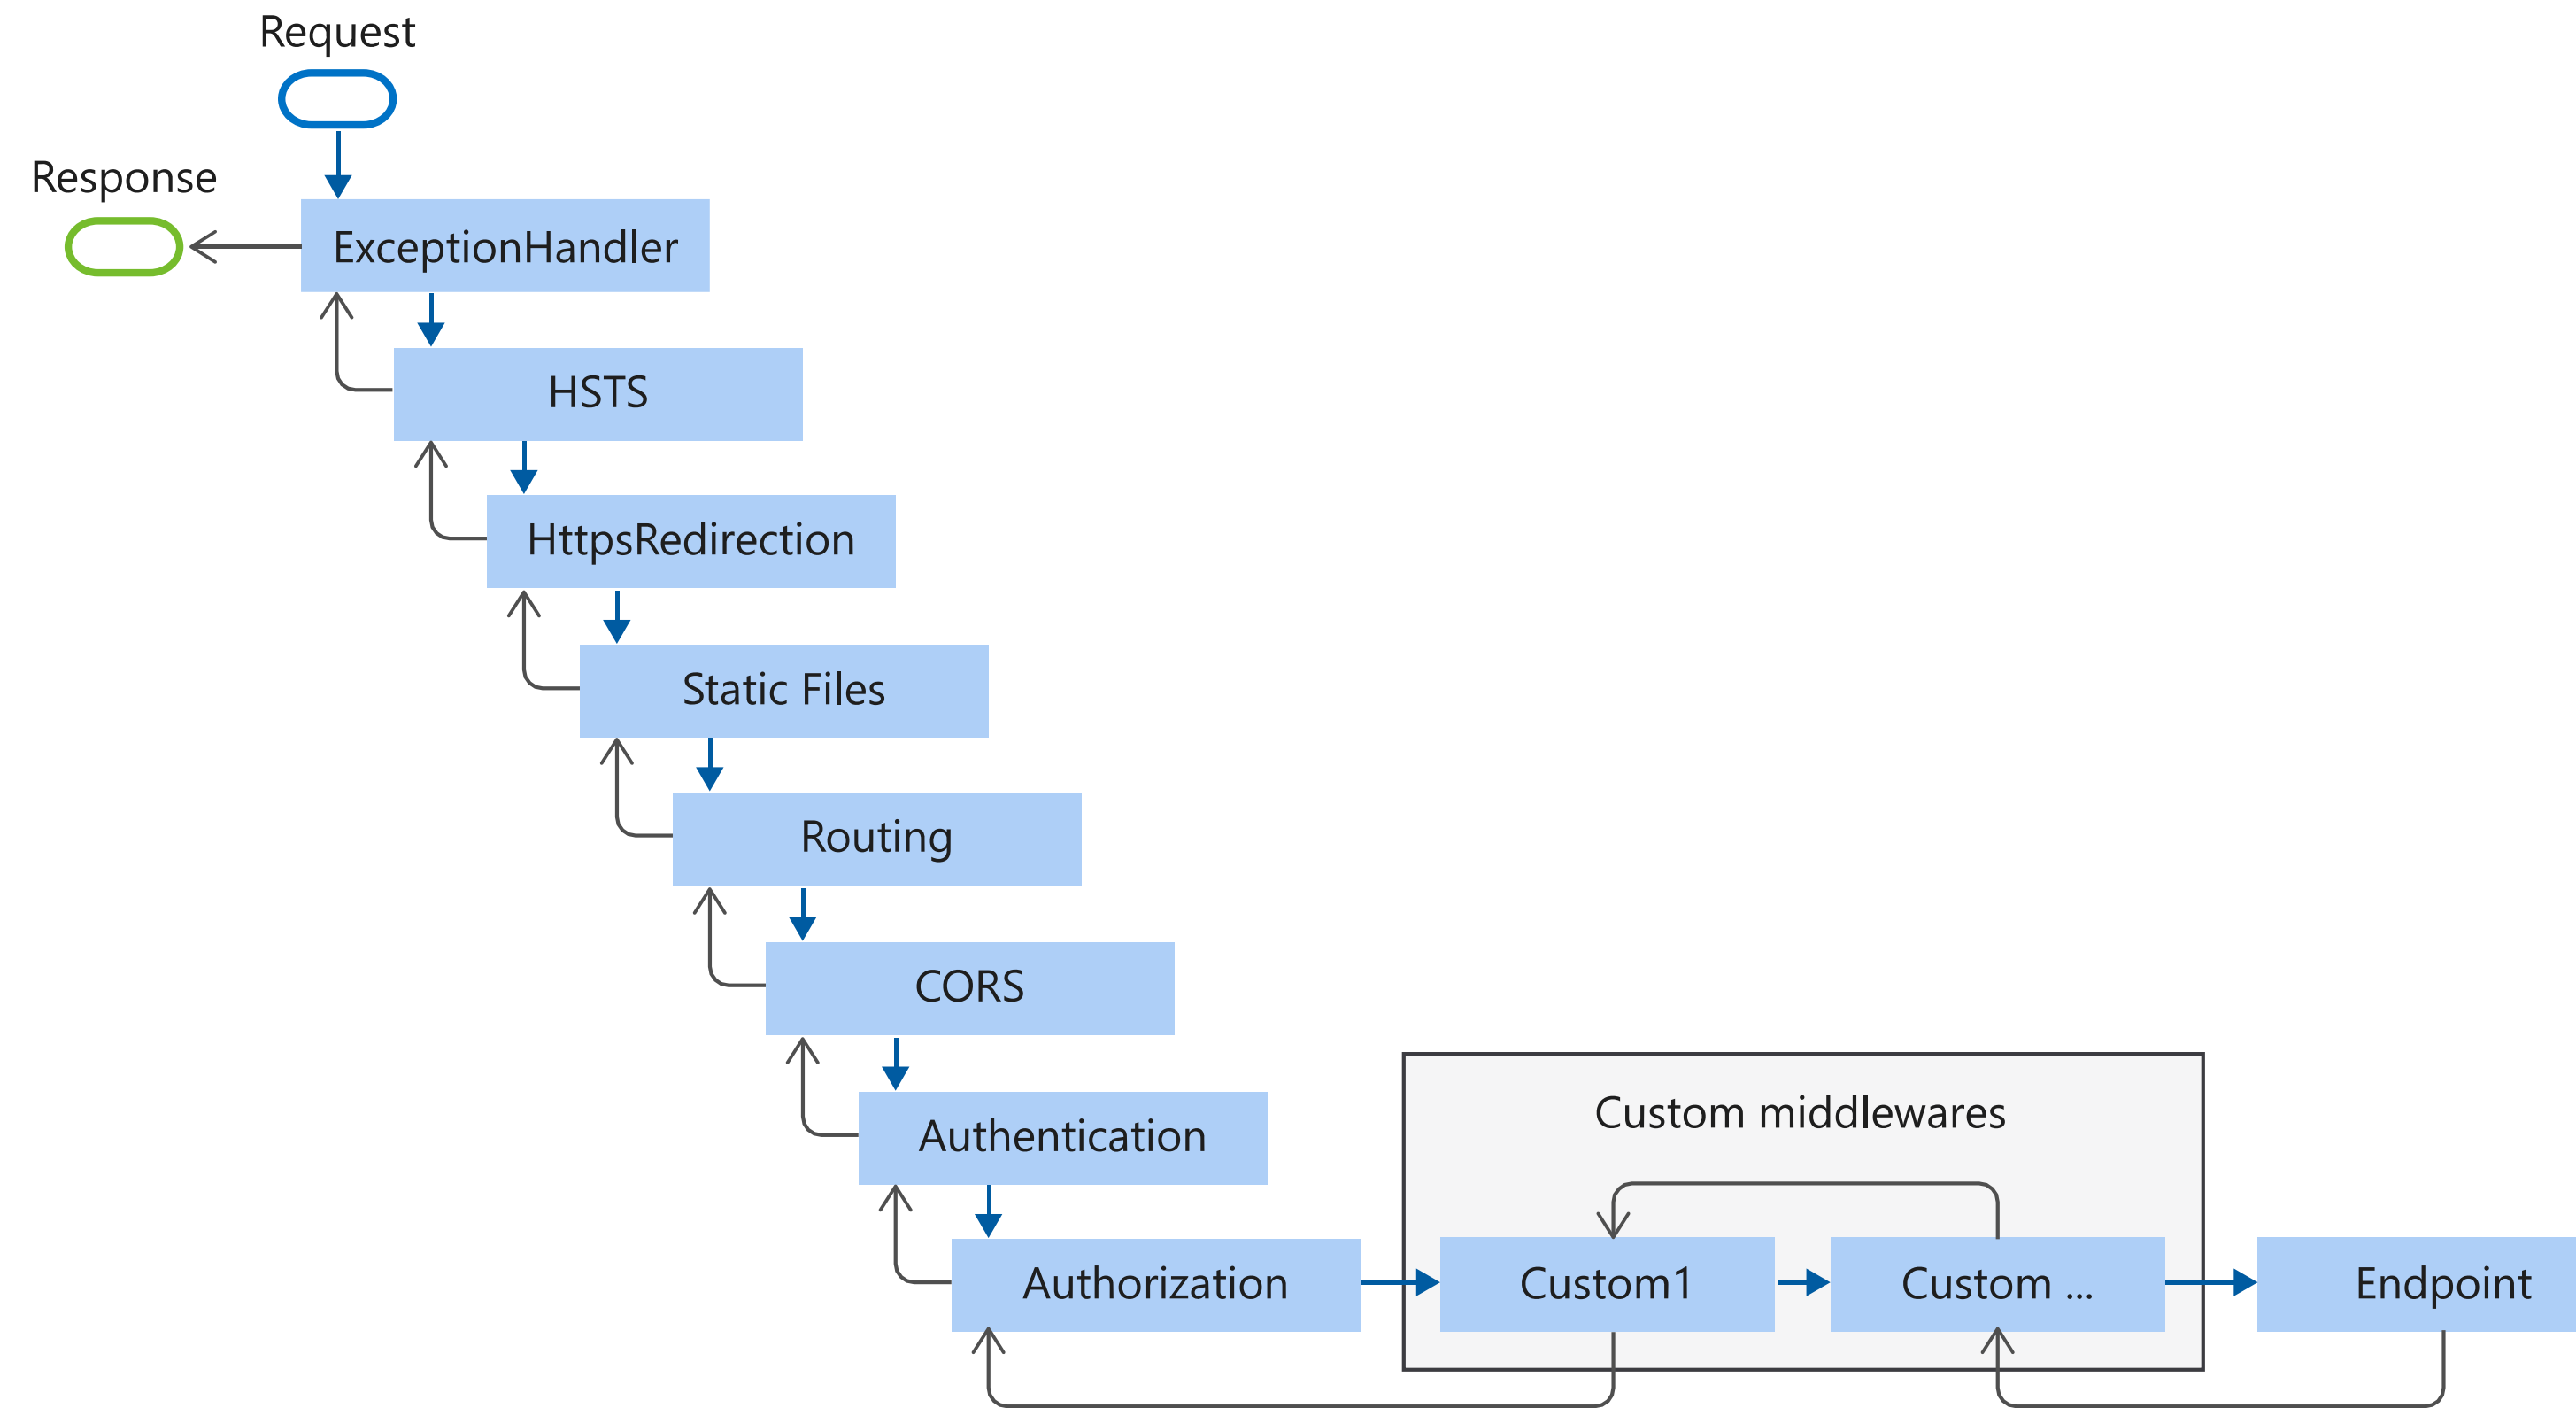 Request
Response
ExceptionHandler
HSTS
HttpsRedirection
Static Files
Routing
CORS
Authentication
Custom middlewares
Authorization
Custom1
Custom ...
Endpoint